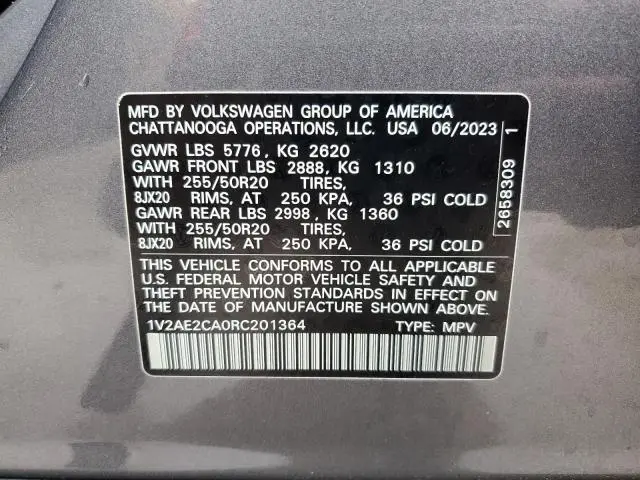 MFD BY VOLKSWAGEN GROUP OF AMERICA
CHATTANOOGA OPERATIONS, LLC. USA 06/2023
GVWR LBS 5776, KG 2620
GAWR FRONT LBS 2888, KG 1310
WITH 255/50R20 TIRES,
8JX20 RIMS, AT 250 KPA, 36 PSI COLD
GAWR REAR LBS 2998, KG 1360
WITH 255/50R20 TIRES,
8JX20 RIMS, AT 250 KPA, 36 PSI COLD
THIS VEHICLE CONFORMS TO ALL APPLICABLE
U.S. FEDERAL MOTOR VEHICLE SAFETY AND
THEFT PREVENTION STANDARDS IN EFFECT ON
THE DATE OF MANUFACTURE SHOWN ABOVE.
1V2AE2CA0RC201364 TYPE: MPV
2658309 1